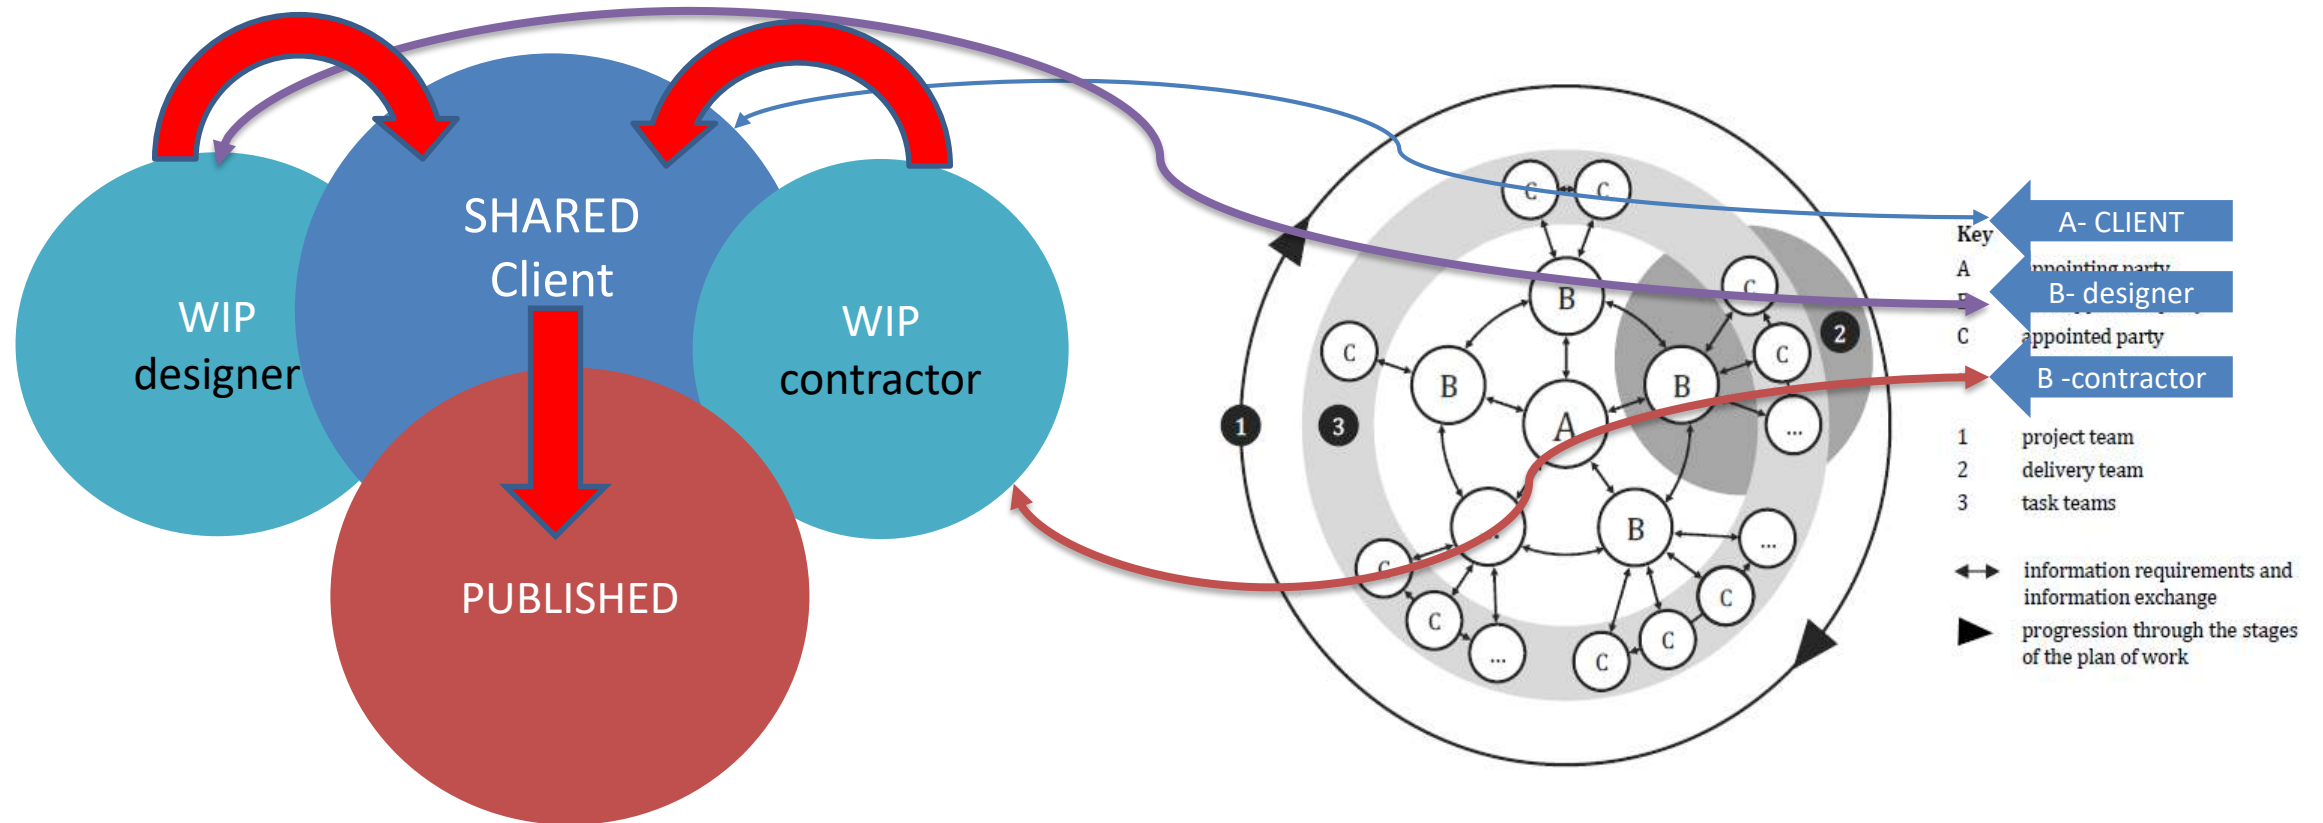 SHARED
Client
WIP
designer
WIP
contractor
PUBLISHED
C
C
C
B
2
C
C
B
B
A
...
1
3
B
...
C
C
C
C
C
...
Key
A- CLIENT
A appointing party
B- designer
C appointed party
B -contractor
1 project team
2 delivery team
3 task teams
information requirements and
information exchange
progression through the stages
of the plan of work